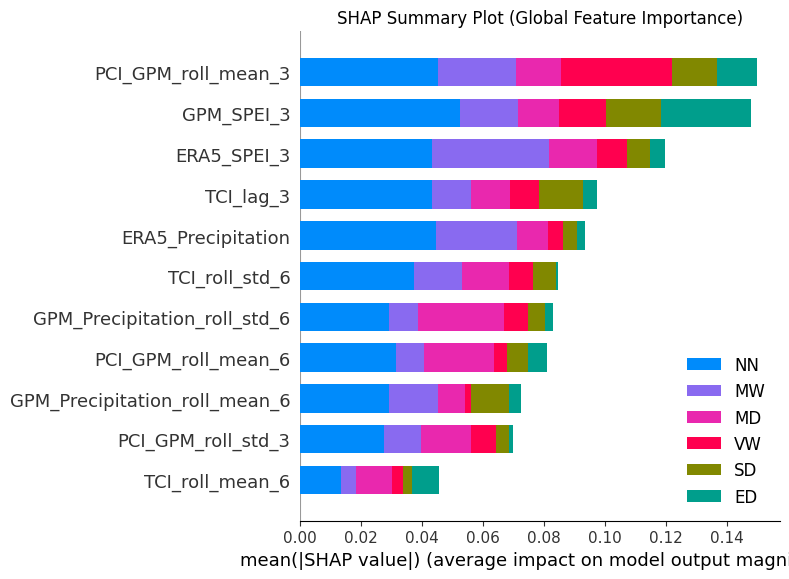 SHAP Summary Plot (Global Feature Importance)
PCI_GPM_roll_mean_3
GPM_SPEI_3
ERA5_SPEI_3
TCI_lag_3
ERA5_Precipitation
TCI_roll_std_6
GPM_Precipitation_roll_std_6
PCI_GPM_roll_mean_6
GPM_Precipitation_roll_mean_6
PCI_GPM_roll_std_3
TCI_roll_mean_6
NN
MW
MD
VW
SD
ED
0.00 0.02 0.04 0.06 0.08 0.10 0.12 0.14
mean(|SHAP value|) (average impact on model output magni